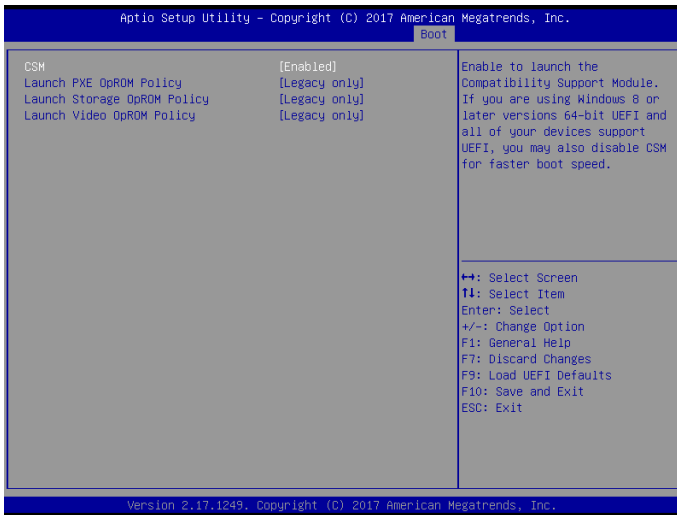 Aptio Setup Utility – Copyright (C) 2017 American Megatrends, Inc.
Boot
CSM [Enabled]
Launch PXE OpROM Policy [Legacy only]
Launch Storage OpROM Policy [Legacy only]
Launch Video OpROM Policy [Legacy only]
Enable to launch the
Compatibility Support Module.
If you are using Windows 8 or
later versions 64-bit UEFI and
all of your devices support
UEFI, you may also disable CSM
for faster boot speed.
↔: Select Screen
↑↓: Select Item
Enter: Select
+/-: Change Option
F1: General Help
F7: Discard Changes
F9: Load UEFI Defaults
F10: Save and Exit
ESC: Exit
Version 2.17.1249. Copyright (C) 2017 American Megatrends, Inc.